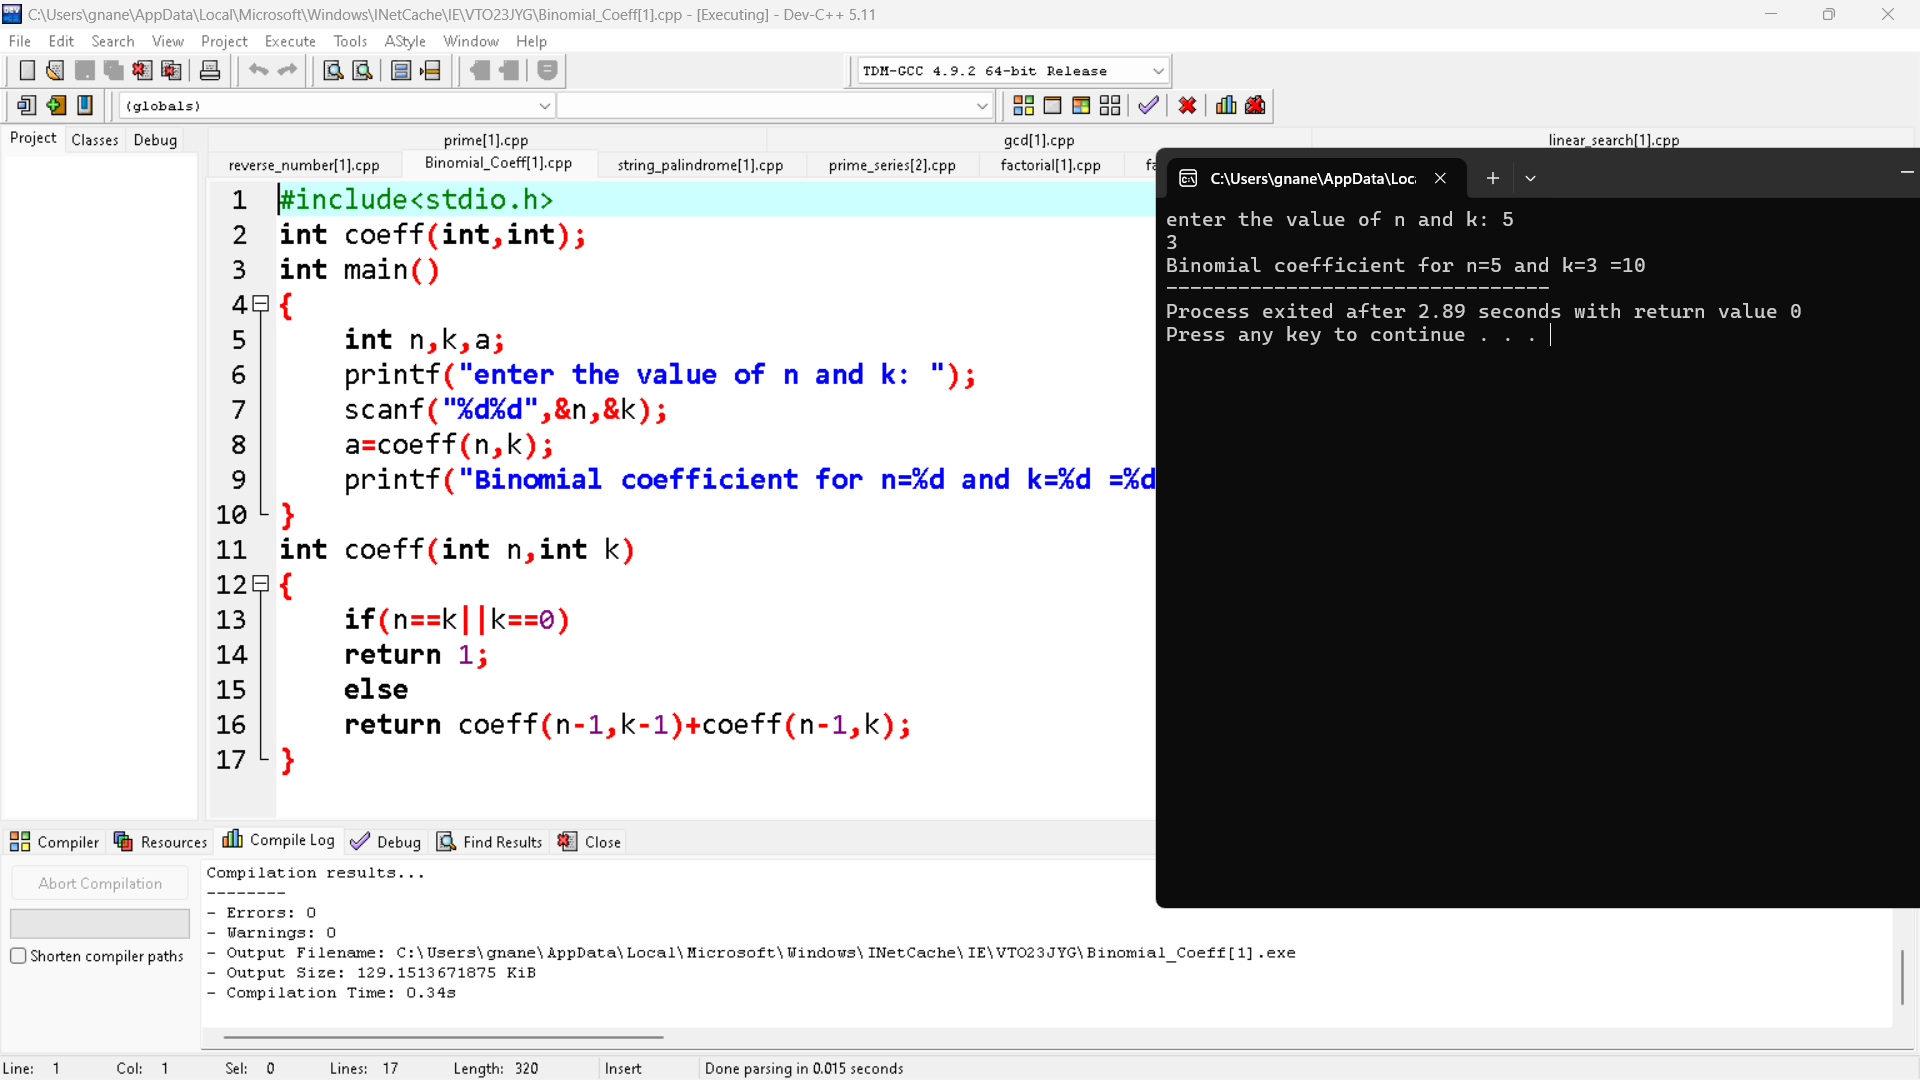 C:\Users\gnane\AppData\Local\Microsoft\Windows\INetCache\IE\VTO23JYG\Binomial_Coeff[1].cpp - [Executing] - Dev-C++ 5.11
File Edit Search View Project Execute Tools AStyle Window Help
TDM-GCC 4.9.2 64-bit Release
(globals)
Project Classes Debug
prime[1].cpp gcd[1].cpp linear_search[1].cpp
reverse_number[1].cpp Binomial_Coeff[1].cpp string_palindrome[1].cpp prime_series[2].cpp factorial[1].cpp
1 #include<stdio.h>
2 int coeff(int,int);
3 int main()
4 {
5 int n,k,a;
6 printf("enter the value of n and k: ");
7 scanf("%d%d",&n,&k);
8 a=coeff(n,k);
9 printf("Binomial coefficient for n=%d and k=%d =%d
10 }
11 int coeff(int n,int k)
12 {
13 if(n==k||k==0)
14 return 1;
15 else
16 return coeff(n-1,k-1)+coeff(n-1,k);
17 }
C:\Users\gnane\AppData\Loc
enter the value of n and k: 5
3
Binomial coefficient for n=5 and k=3 =10
--------------------------------
Process exited after 2.89 seconds with return value 0
Press any key to continue . . .
Compiler Resources Compile Log Debug Find Results Close
Abort Compilation
Shorten compiler paths
Compilation results...
--------
- Errors: 0
- Warnings: 0
- Output Filename: C:\Users\gnane\AppData\Local\Microsoft\Windows\INetCache\IE\VTO23JYG\Binomial_Coeff[1].exe
- Output Size: 129.1513671875 KiB
- Compilation Time: 0.34s
Line: 1 Col: 1 Sel: 0 Lines: 17 Length: 320 Insert Done parsing in 0.015 seconds